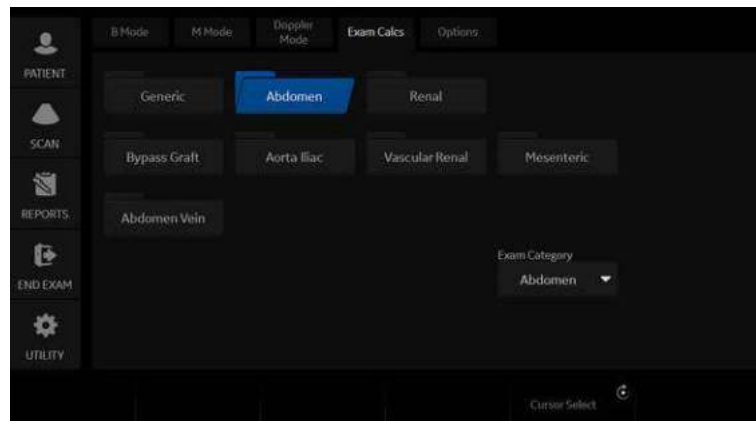 B Mode
M Mode
Doppler
Mode
Exam Calcs
Options
PATIENT
SCAN
REPORTS
END EXAM
UTILITY
Generic
Abdomen
Renal
Bypass Graft
Aorta Iliac
Vascular Renal
Mesenteric
Abdomen Vein
Exam Category
Abdomen
Cursor Select